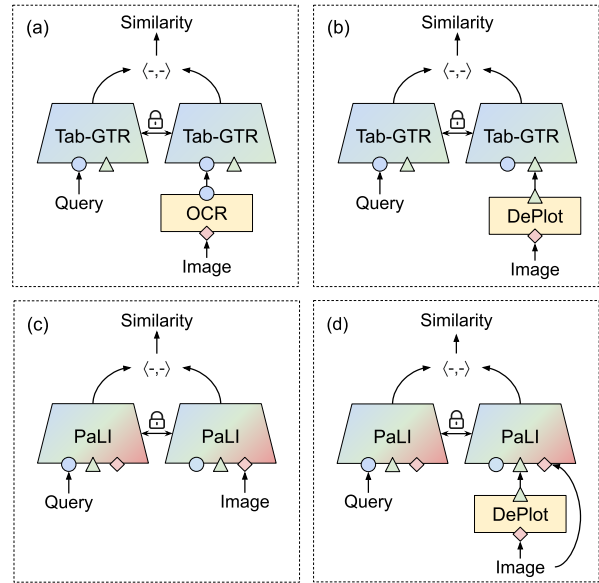 (a)
Similarity
⟨-,-⟩
Tab-GTR
Tab-GTR
Query
OCR
Image
(b)
Similarity
⟨-,-⟩
Tab-GTR
Tab-GTR
Query
DePlot
Image
(c)
Similarity
⟨-,-⟩
PaLI
PaLI
Query
Image
(d)
Similarity
⟨-,-⟩
PaLI
PaLI
Query
DePlot
Image